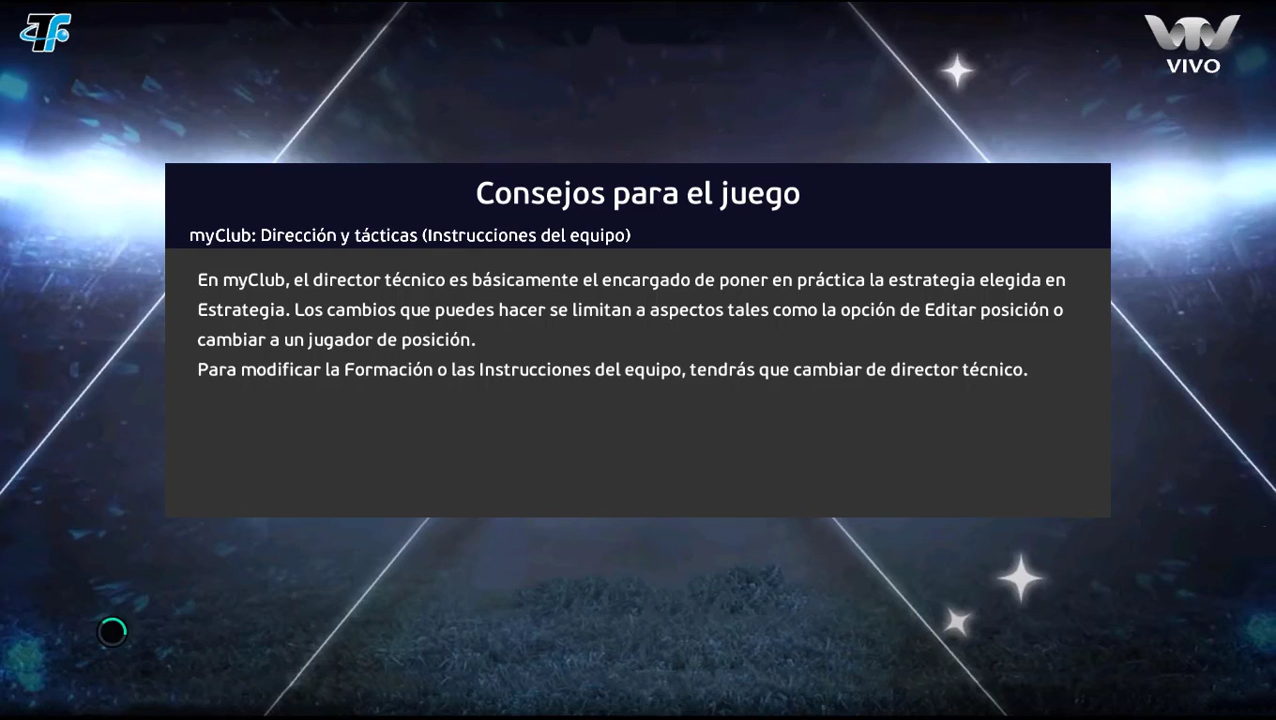 TF
VTV
VIVO
Consejos para el juego
myClub: Dirección y tácticas (Instrucciones del equipo)
En myClub, el director técnico es básicamente el encargado de poner en práctica la estrategia elegida en
Estrategia. Los cambios que puedes hacer se limitan a aspectos tales como la opción de Editar posición o
cambiar a un jugador de posición.
Para modificar la Formación o las Instrucciones del equipo, tendrás que cambiar de director técnico.